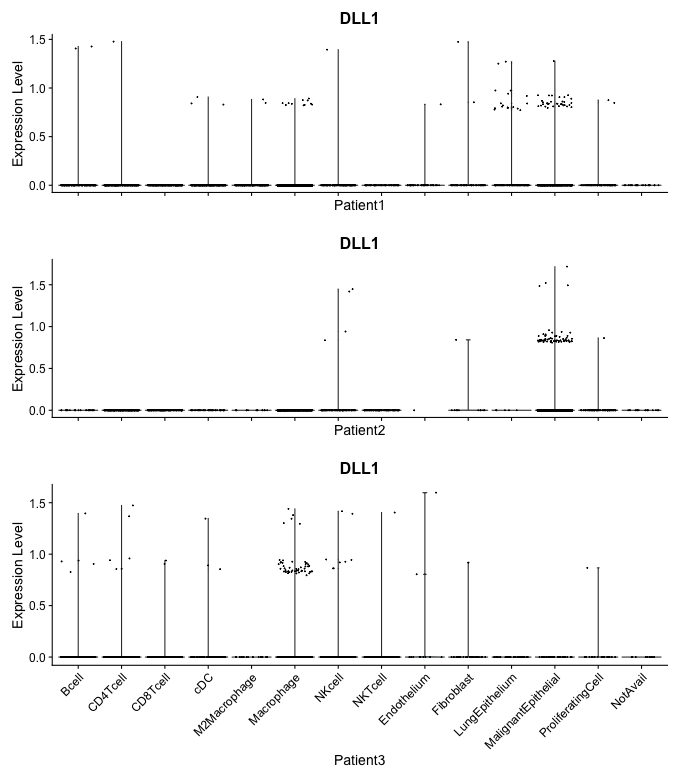 DLL1
Expression Level
1.5
1.0
0.5
0.0
Patient1
DLL1
Expression Level
1.5
1.0
0.5
0.0
Patient2
DLL1
Expression Level
1.5
1.0
0.5
0.0
Bcell
CD4Tcell
CD8Tcell
cDC
M2Macrophage
Macrophage
NKcell
NKTcell
Endothelium
Fibroblast
LungEpithelium
MalignantEpithelial
ProliferatingCell
NotAvail
Patient3